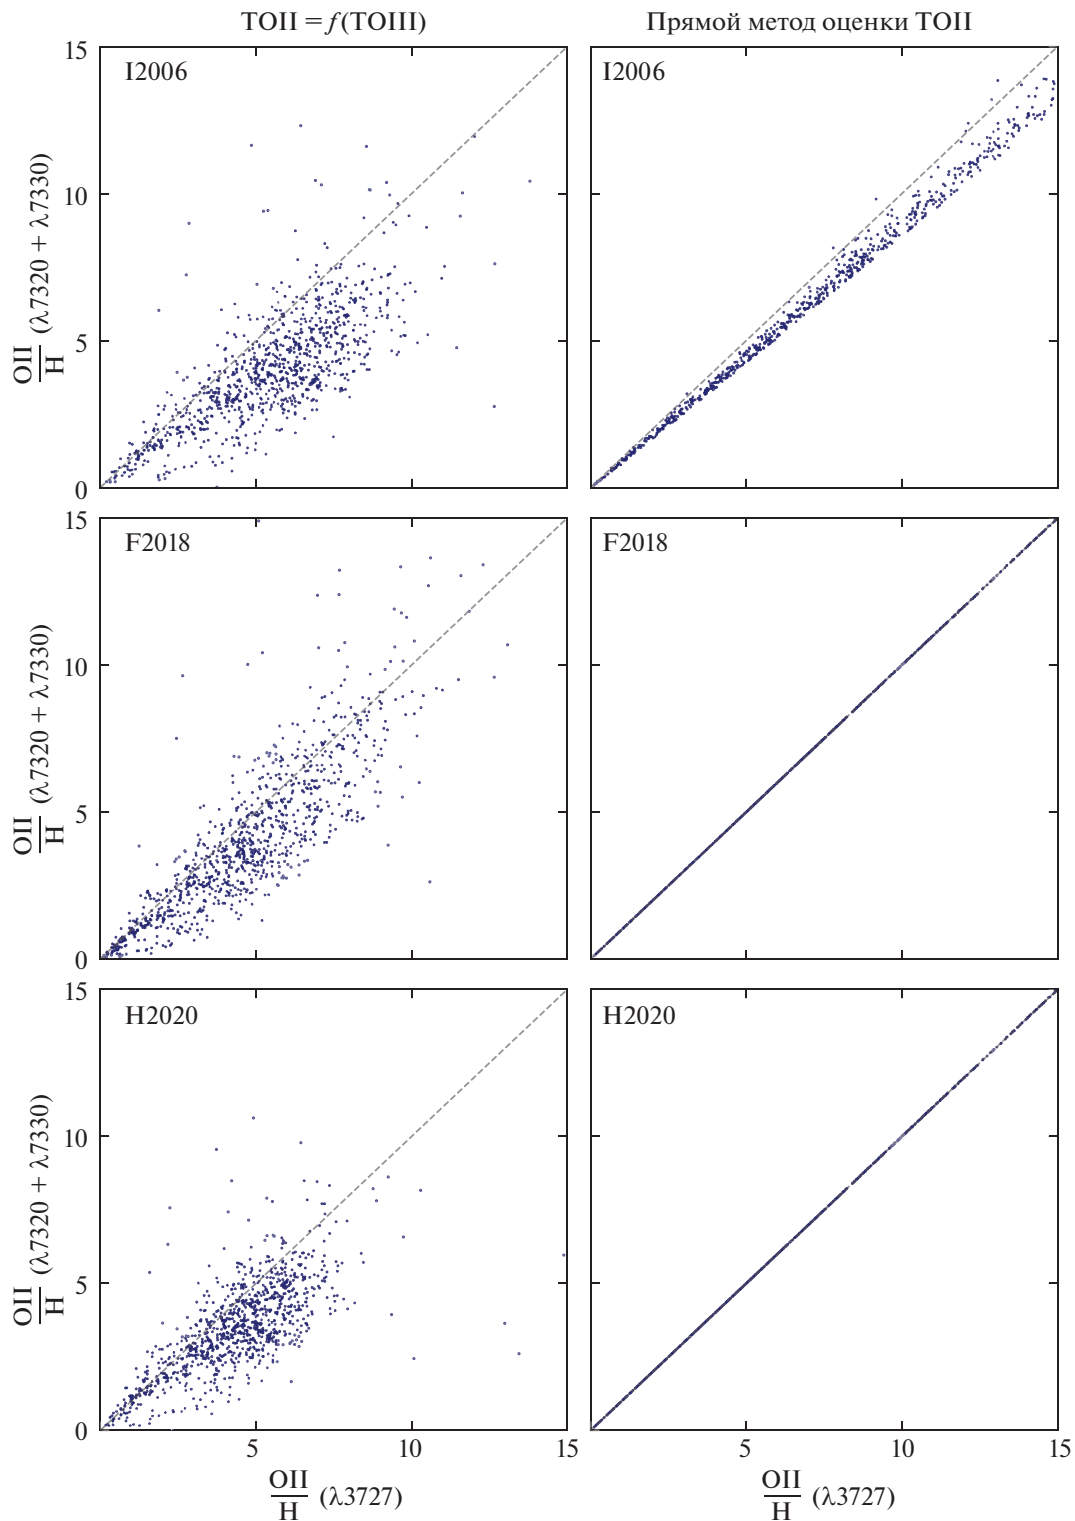 TOII = f(TOIII)
Прямой метод оценки TOII
15
I2006
I2006
10
5
0
OII/H (λ7320 + λ7330)
15
F2018
F2018
10
5
0
OII/H (λ7320 + λ7330)
15
H2020
H2020
10
5
0
OII/H (λ7320 + λ7330)
5 10 15
5 10 15
OII/H (λ3727)
OII/H (λ3727)